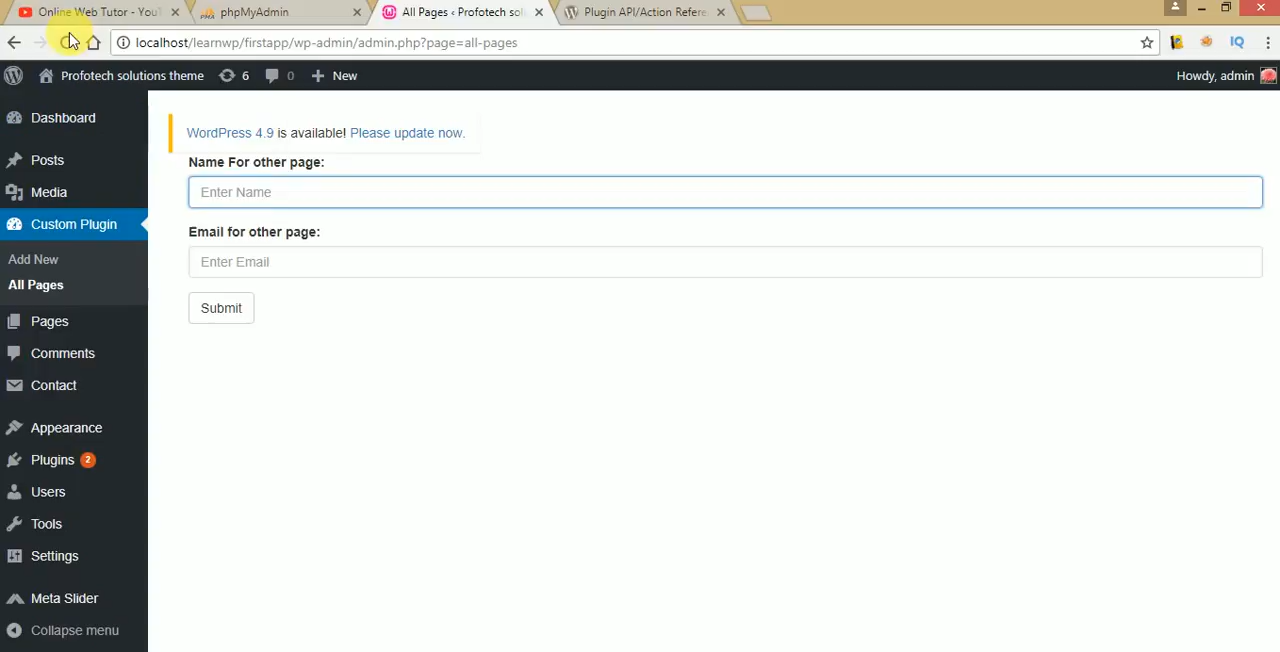 Online Web Tutor - You
phpMyAdmin
All Pages ‹ Profotech sol
Plugin API/Action Refere
localhost/learnwp/firstapp/wp-admin/admin.php?page=all-pages
IQ
Profotech solutions theme
6
0
New
Howdy, admin
Dashboard
Posts
Media
Custom Plugin
Add New
All Pages
Pages
Comments
Contact
Appearance
Plugins 2
Users
Tools
Settings
Meta Slider
Collapse menu
WordPress 4.9 is available! Please update now.
Name For other page:
Enter Name
Email for other page:
Enter Email
Submit